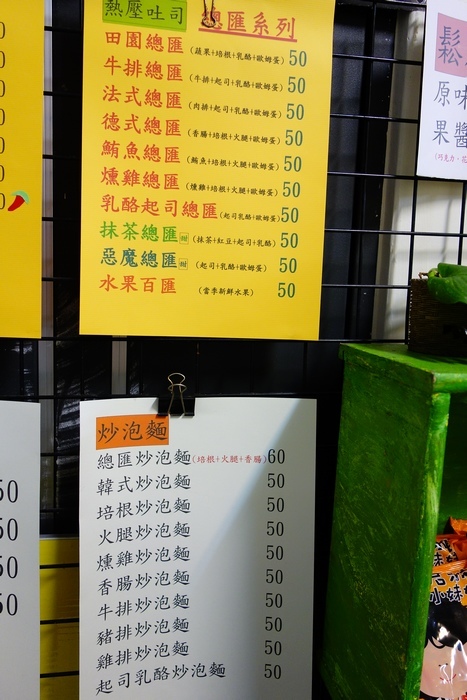 熱壓吐司 總匯系列
田園總匯(蔬果+培根+乳酪+歐姆蛋) 50
牛排總匯(牛排+起司+乳酪+歐姆蛋) 50
法式總匯(肉排+起司+乳酪+歐姆蛋) 50
德式總匯(香腸+培根+火腿+歐姆蛋) 50
鮪魚總匯(鮪魚+培根+火腿+歐姆蛋) 50
燻雞總匯(燻雞+培根+火腿+歐姆蛋) 50
乳酪起司總匯(起司乳酪+歐姆蛋) 50
抹茶總匯甜(抹茶+紅豆+起司+乳酪) 50
惡魔總匯甜(起司+乳酪+歐姆蛋) 50
水果百匯(當季新鮮水果) 50
炒泡麵
總匯炒泡麵(培根+火腿+香腸)60
韓式炒泡麵 50
培根炒泡麵 50
火腿炒泡麵 50
燻雞炒泡麵 50
香腸炒泡麵 50
牛排炒泡麵 50
豬排炒泡麵 50
雞排炒泡麵 50
起司乳酪炒泡麵 50
鬆
原味
果醬
50
50
50
50
小妹